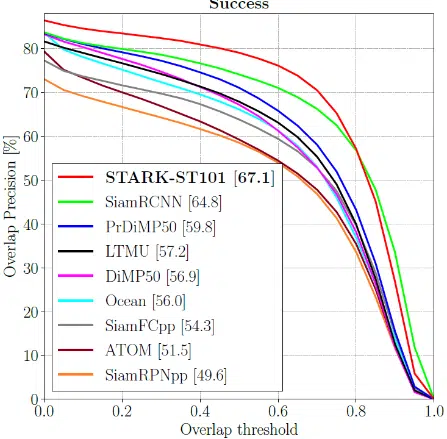 Success
Overlap Precision [%]
80
70
60
50
40
30
20
10
0
STARK-ST101 [67.1]
SiamRCNN [64.8]
PrDiMP50 [59.8]
LTMU [57.2]
DiMP50 [56.9]
Ocean [56.0]
SiamFCpp [54.3]
ATOM [51.5]
SiamRPNpp [49.6]
0.0 0.2 0.4 0.6 0.8 1.0
Overlap threshold